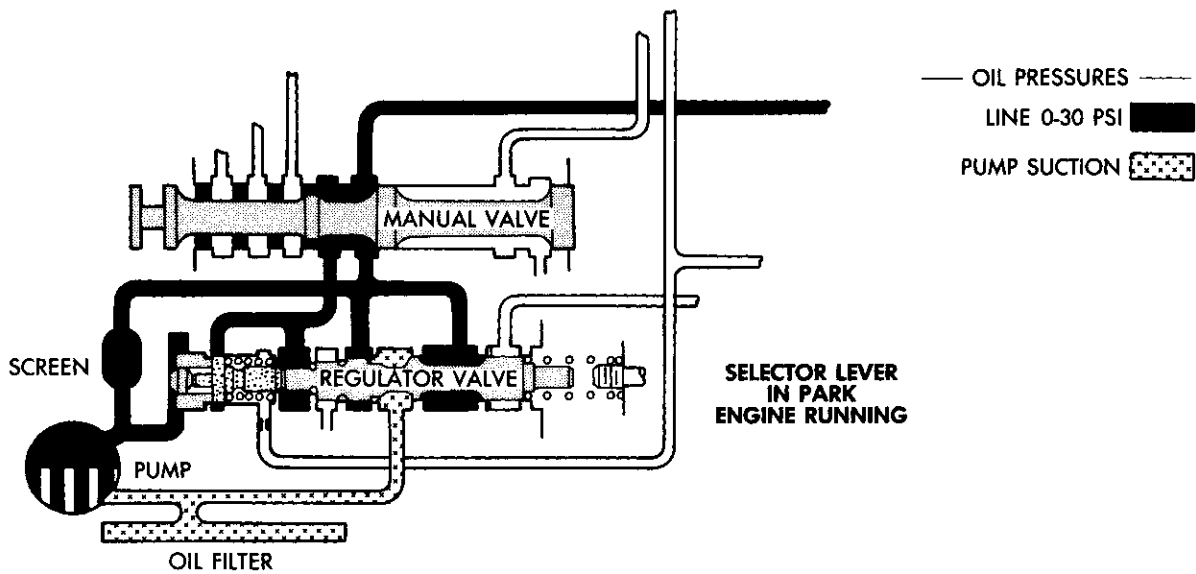 OIL PRESSURES
LINE 0-30 PSI
PUMP SUCTION
MANUAL VALVE
SCREEN
REGULATOR VALVE
SELECTOR LEVER
IN PARK
ENGINE RUNNING
PUMP
OIL FILTER